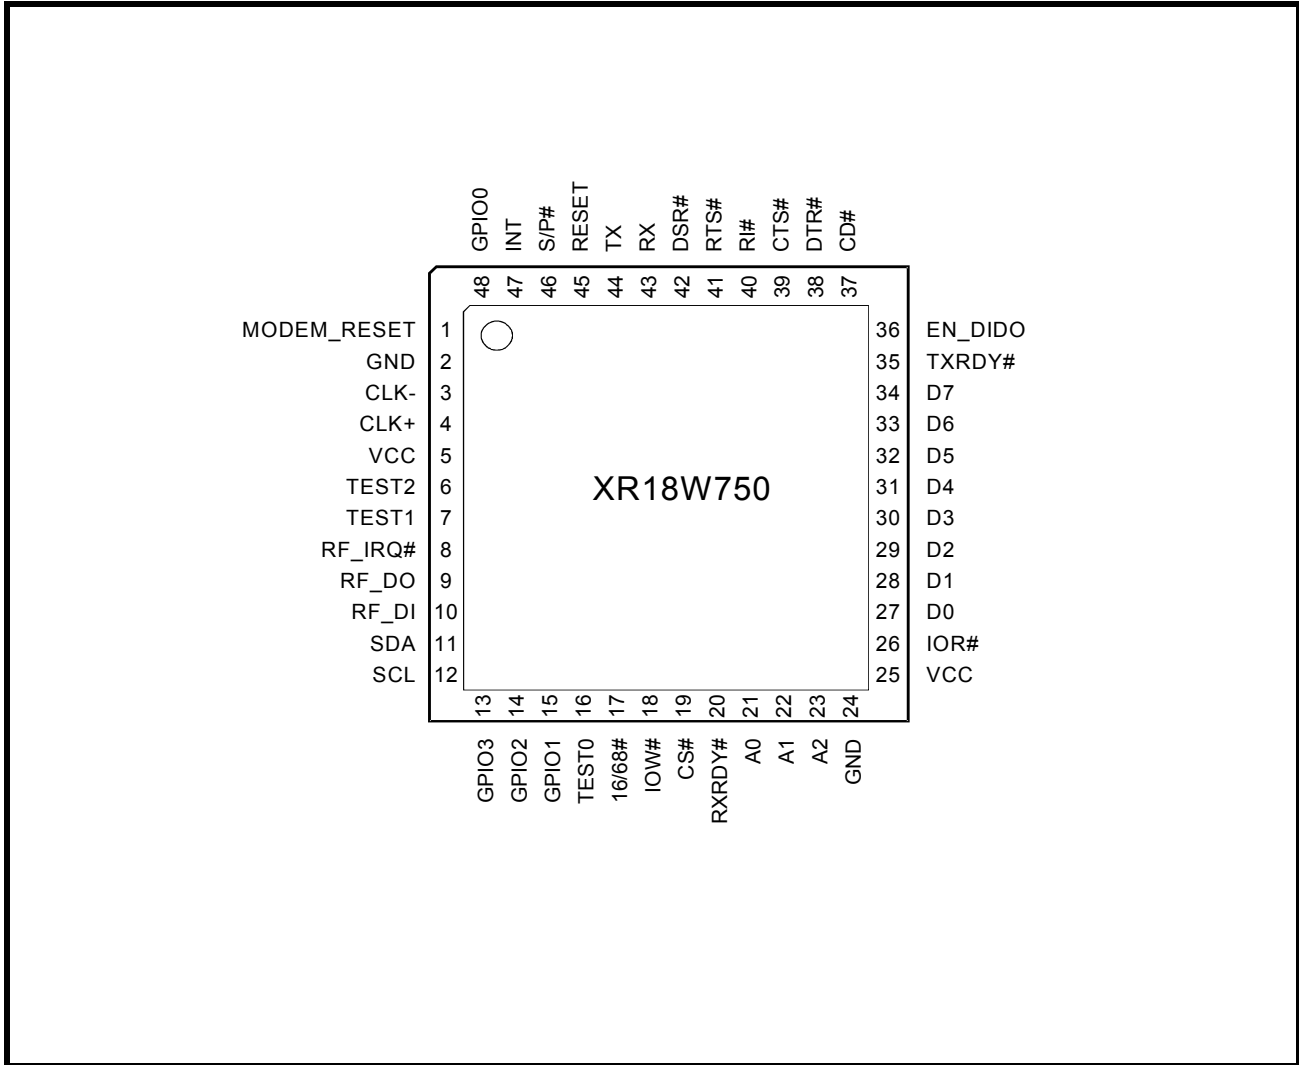 GPIO0 INT S/P# RESET TX RX DSR# RTS# RI# CTS# DTR# CD#
48 47 46 45 44 43 42 41 40 39 38 37
MODEM_RESET 1 36 EN_DIDO
GND 2 35 TXRDY#
CLK- 3 34 D7
CLK+ 4 33 D6
VCC 5 32 D5
TEST2 6 XR18W750 31 D4
TEST1 7 30 D3
RF_IRQ# 8 29 D2
RF_DO 9 28 D1
RF_DI 10 27 D0
SDA 11 26 IOR#
SCL 12 25 VCC
13 14 15 16 17 18 19 20 21 22 23 24
GPIO3 GPIO2 GPIO1 TEST0 16/68# IOW# CS# RXRDY# A0 A1 A2 GND